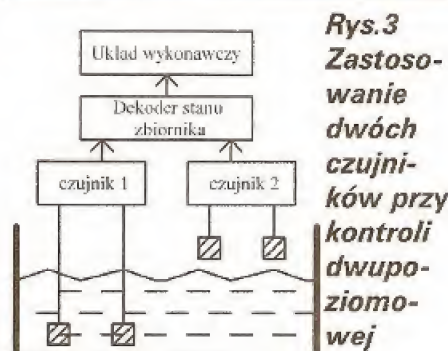 Układ wykonawczy
Dekoder stanu
zbiornika
czujnik 1
czujnik 2
Rys.3
Zastoso-
wanie
dwóch
czujni-
ków przy
kontroli
dwupo-
ziomo-
wej